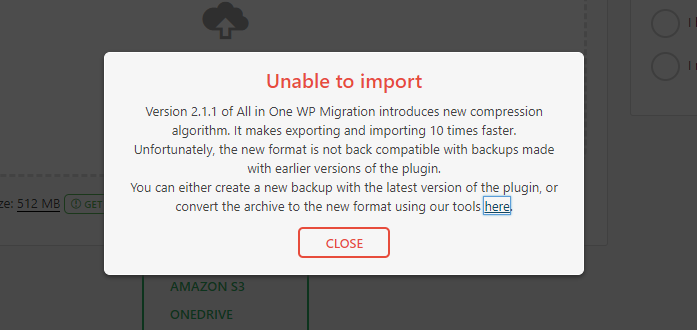 Unable to import
Version 2.1.1 of All in One WP Migration introduces new compression
algorithm. It makes exporting and importing 10 times faster.
Unfortunately, the new format is not back compatible with backups made
with earlier versions of the plugin.
You can either create a new backup with the latest version of the plugin, or
convert the archive to the new format using our tools here.
ze: 512 MB GET
CLOSE
AMAZON S3
ONEDRIVE